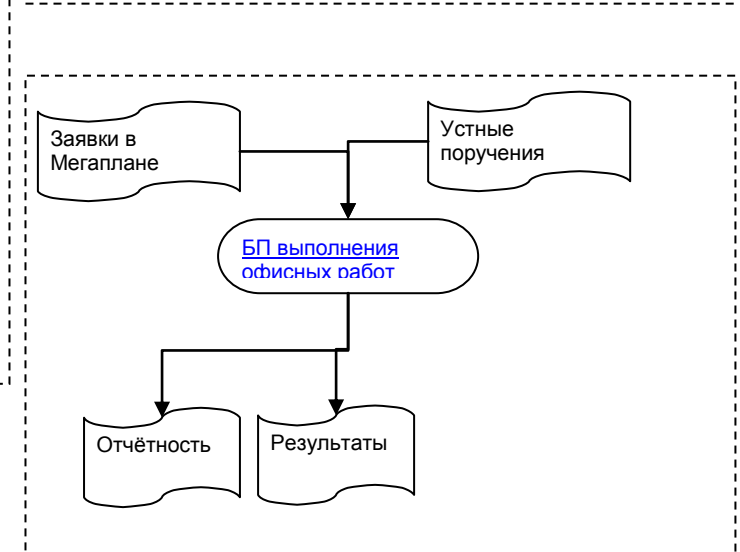 Заявки в
Мегаплане
Устные
поручения
БП выполнения
офисных работ
Отчётность
Результаты